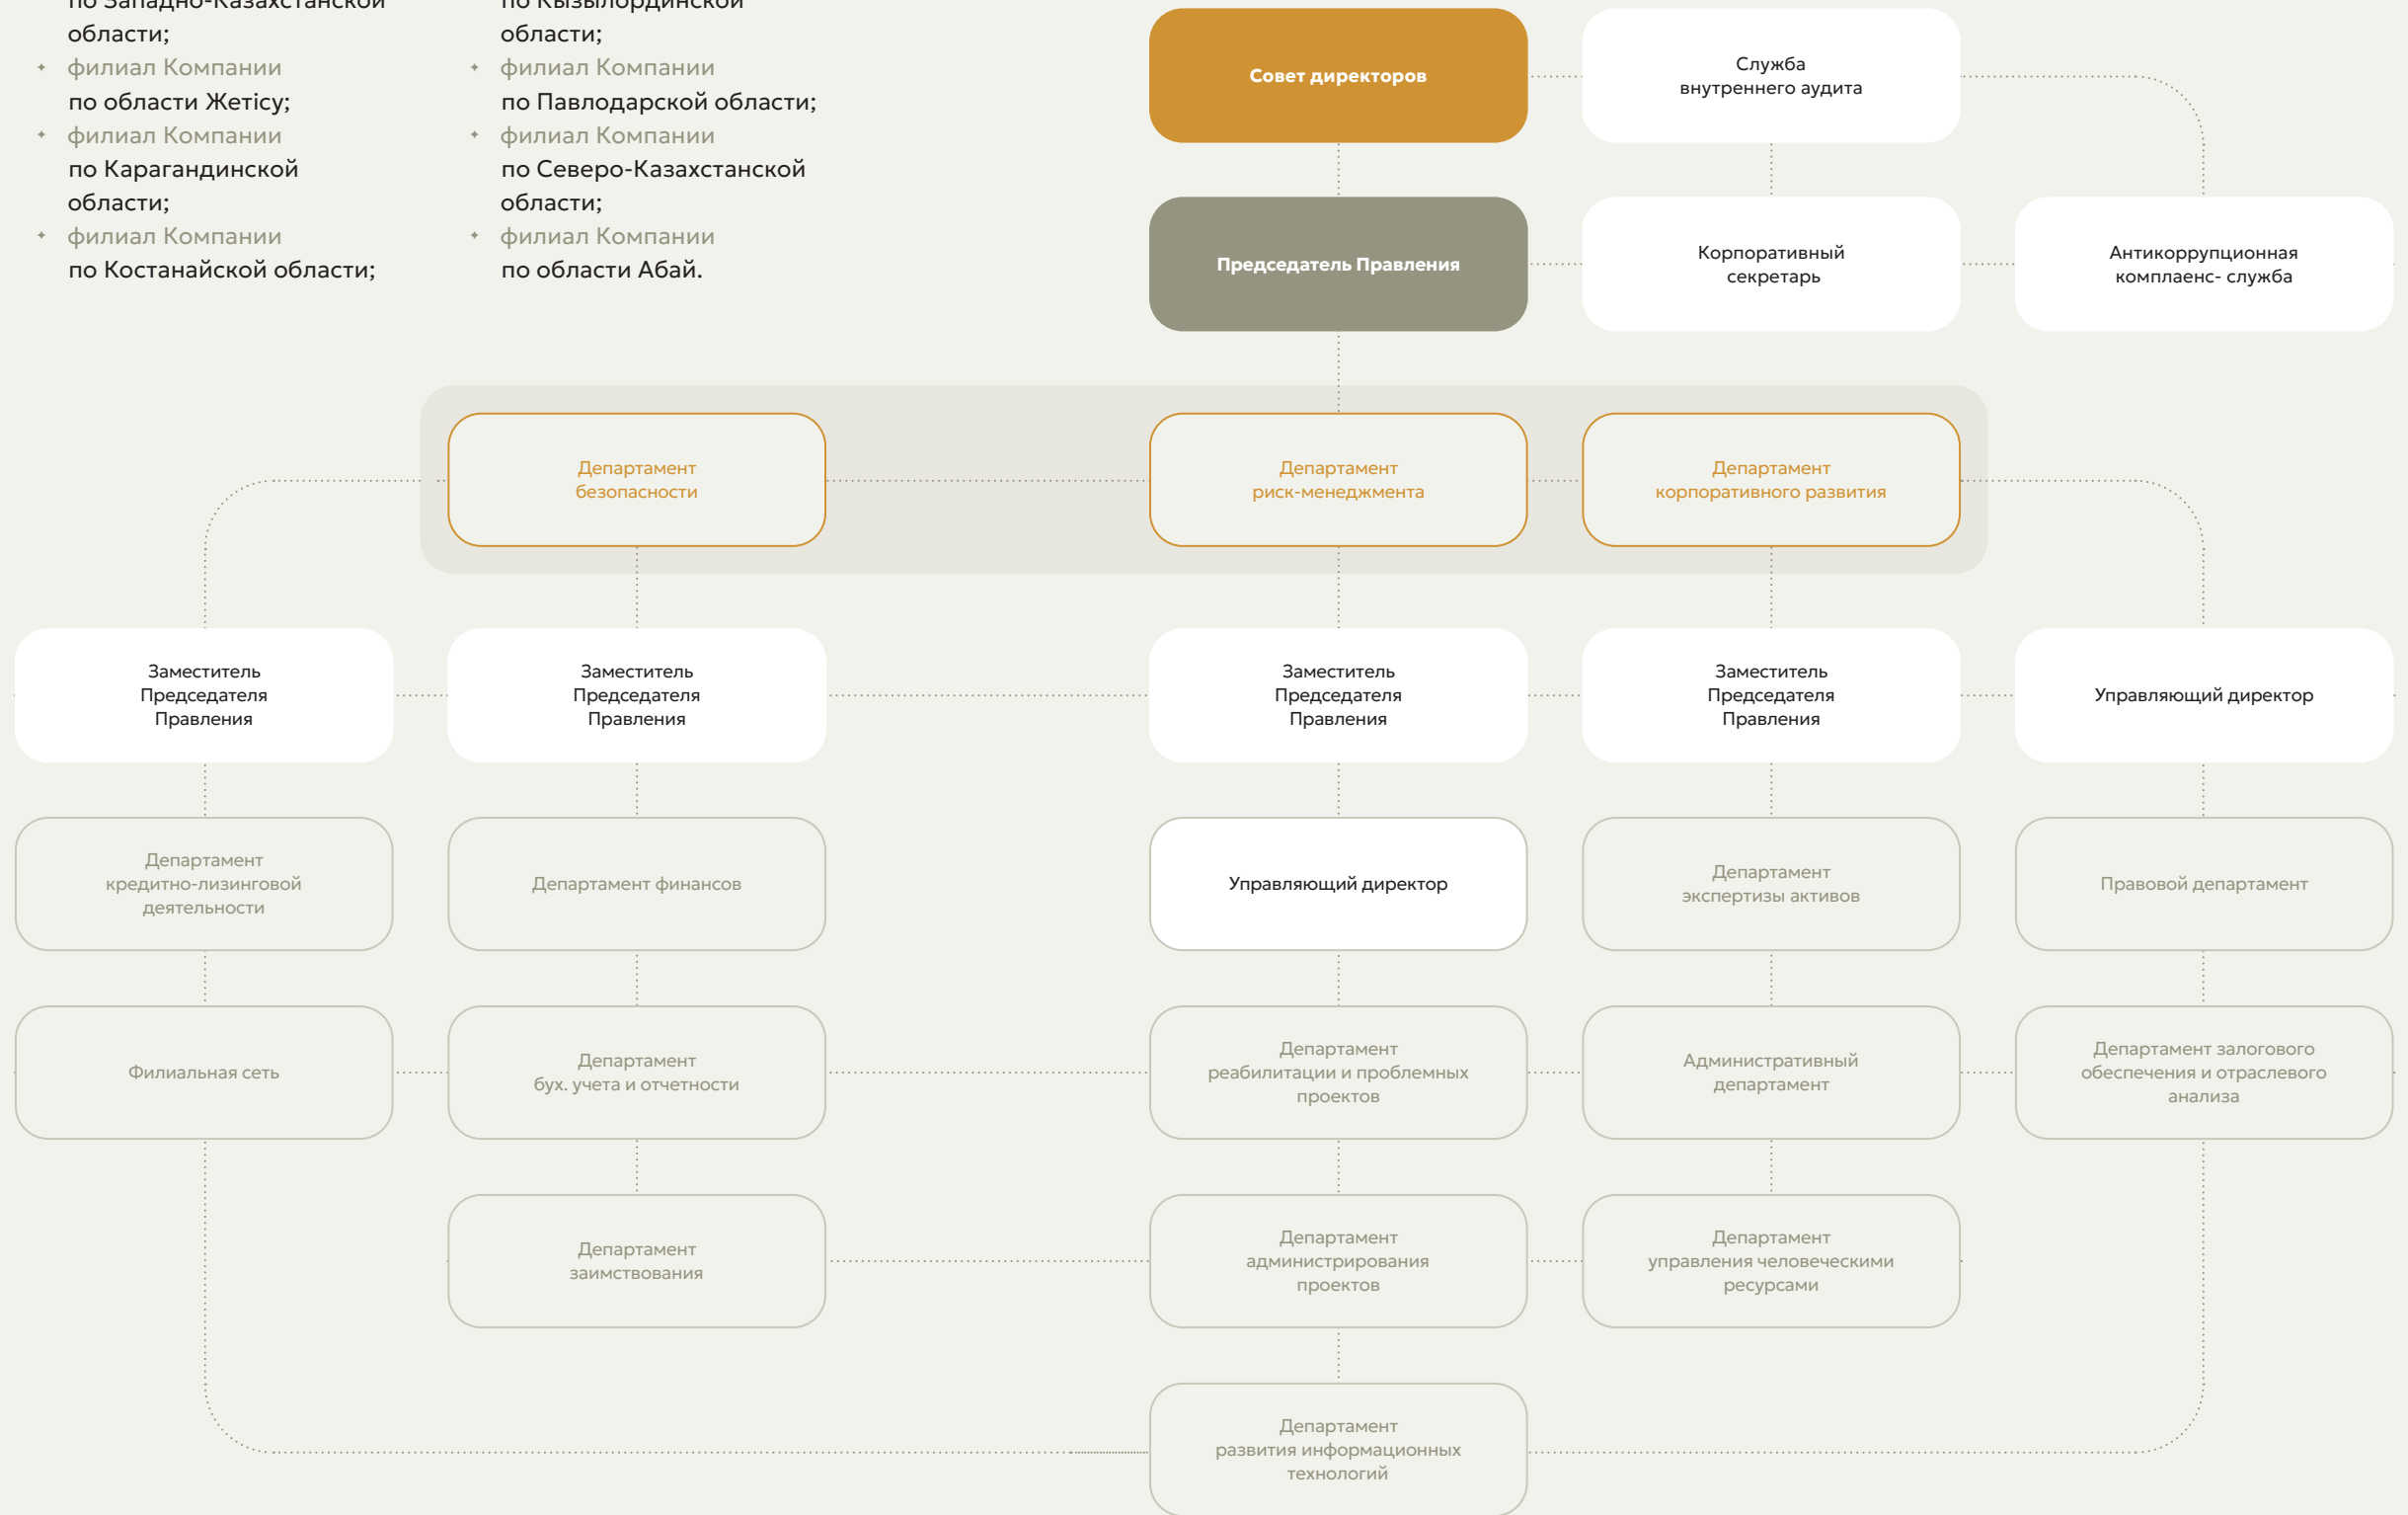 по Западно-Казахстанской
области;
филиал Компании
по области Жетісу;
филиал Компании
по Карагандинской
области;
филиал Компании
по Костанайской области;
по Кызылординской
области;
филиал Компании
по Павлодарской области;
филиал Компании
по Северо-Казахстанской
области;
филиал Компании
по области Абай.
Совет директоров
Служба
внутреннего аудита
Председатель Правления
Корпоративный
секретарь
Антикоррупционная
комплаенс- служба
Департамент
безопасности
Департамент
риск-менеджмента
Департамент
корпоративного развития
Заместитель
Председателя
Правления
Заместитель
Председателя
Правления
Заместитель
Председателя
Правления
Заместитель
Председателя
Правления
Управляющий директор
Департамент
кредитно-лизинговой
деятельности
Департамент финансов
Управляющий директор
Департамент
экспертизы активов
Правовой департамент
Филиальная сеть
Департамент
бух. учета и отчетности
Департамент
реабилитации и проблемных
проектов
Административный
департамент
Департамент залогового
обеспечения и отраслевого
анализа
Департамент
заимствования
Департамент
администрирования
проектов
Департамент
управления человеческими
ресурсами
Департамент
развития информационных
технологий